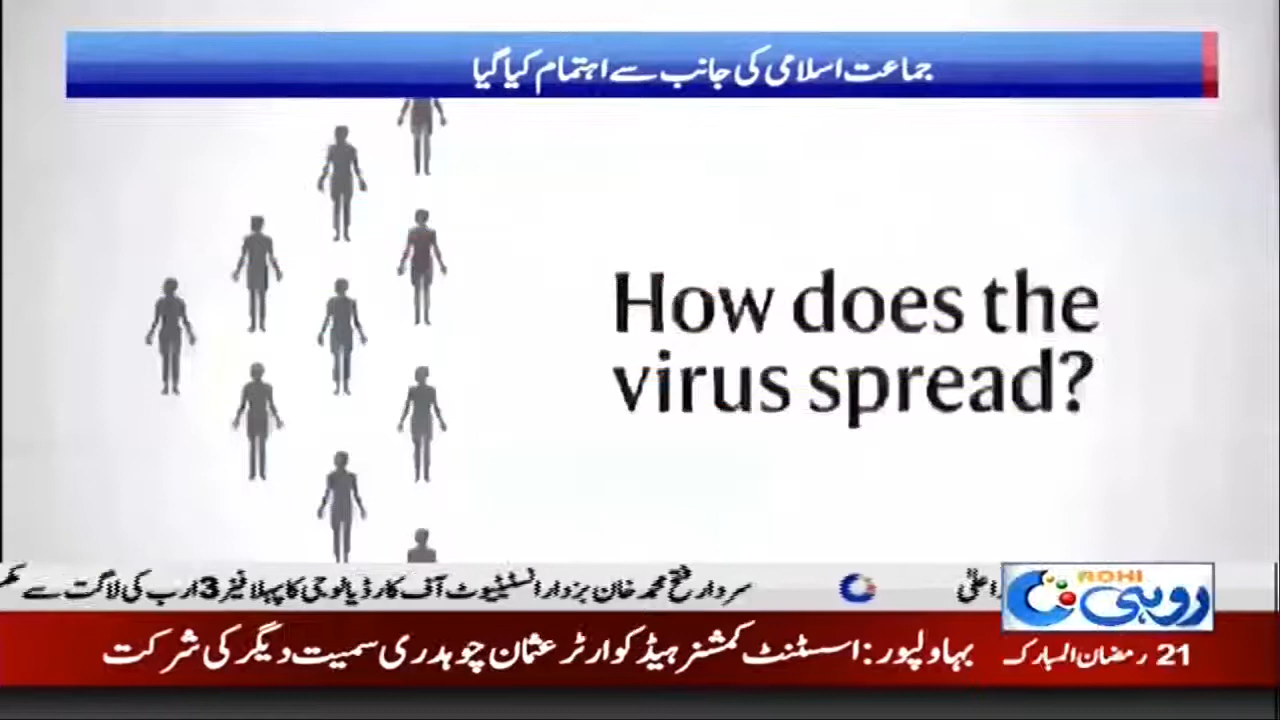 جماعت اسلامی کی جانب سے اہتمام کیا گیا
How does the
virus spread?
سردار فتح محمد خان بزدار انسٹیٹیوٹ آف کارڈیالوجی کا پہلا فیز 3 ارب کی لاگت سے
ROHI
روہی
بہاولپور: اسسٹنٹ کمشنر ہیڈ کوارٹر عثمان چوہدری سمیت دیگر کی شرکت
21 رمضان المبارک